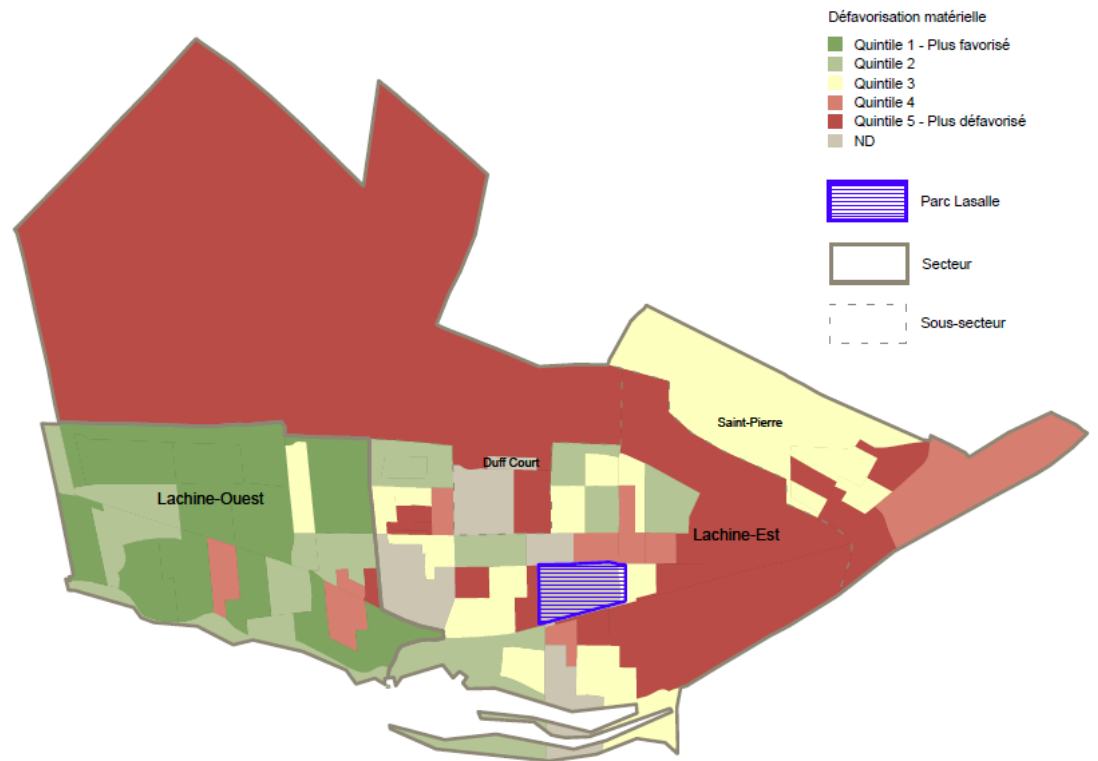 Défavorisation matérielle
Quintile 1 - Plus favorisé
Quintile 2
Quintile 3
Quintile 4
Quintile 5 - Plus défavorisé
ND
Parc Lasalle
Secteur
Sous-secteur
Saint-Pierre
Duff Court
Lachine-Ouest
Lachine-Est